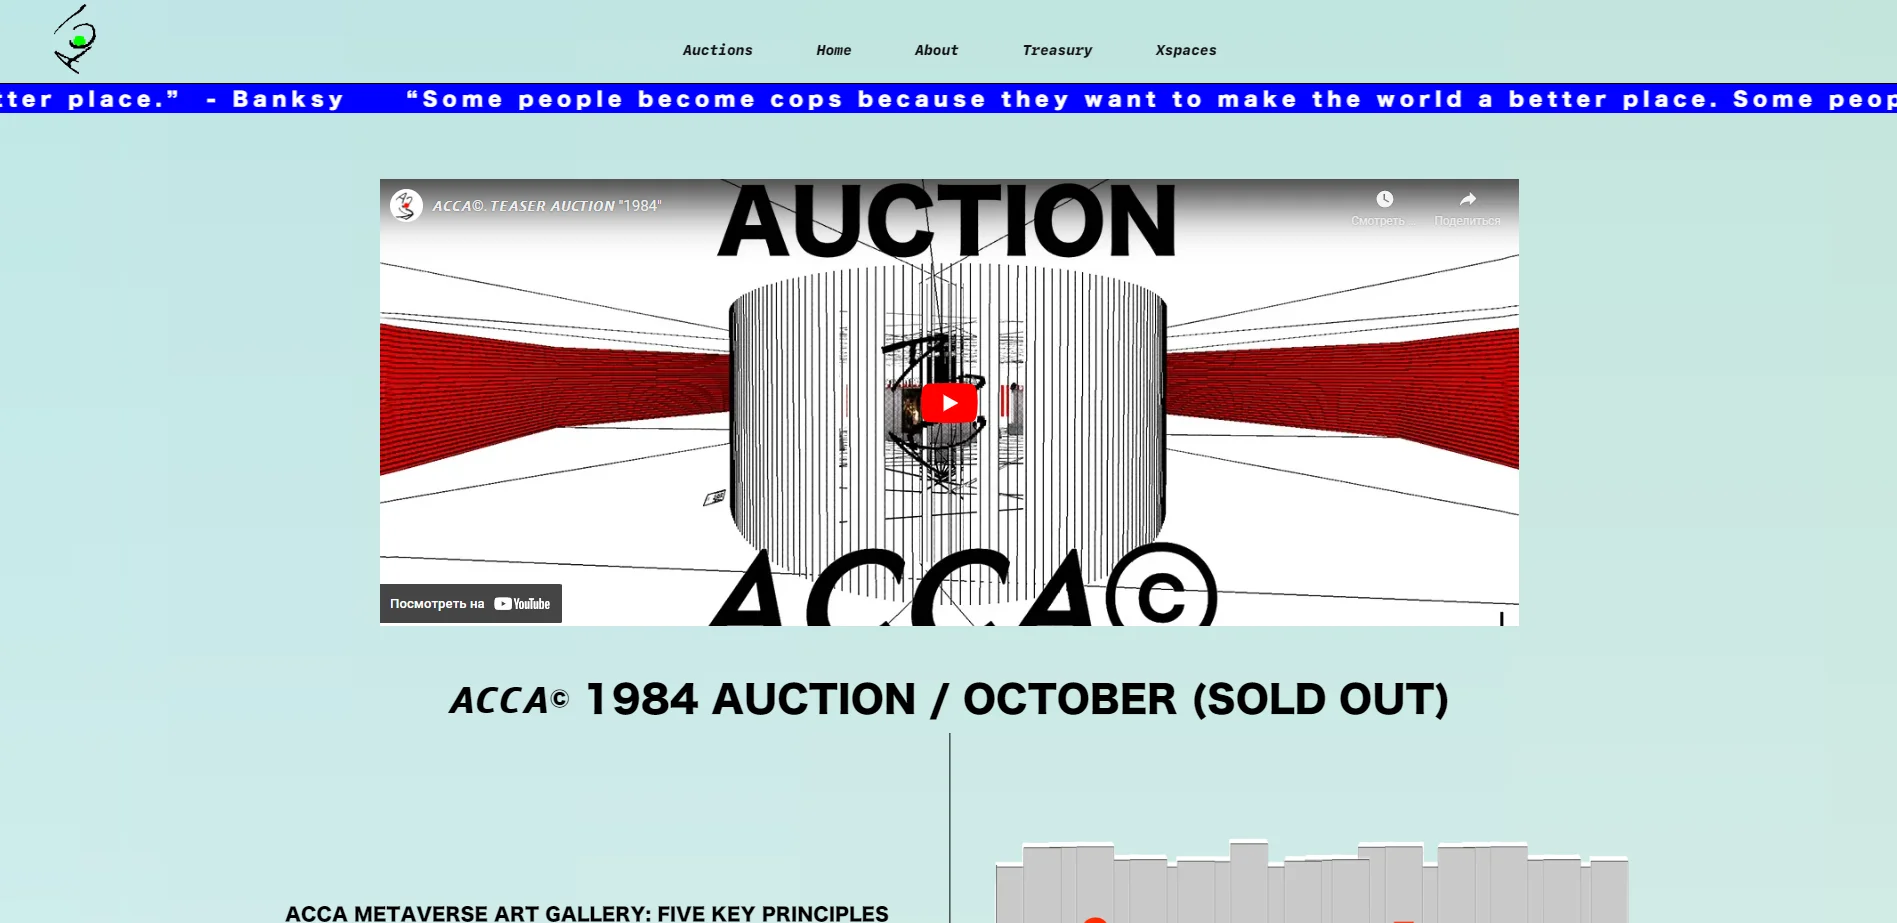 Auctions Home About Treasury Xspaces
tter place.” - Banksy “Some people become cops because they want to make the world a better place. Some peop
ACCA©. TEASER AUCTION "1984"
Смотреть ...
Поделиться
AUCTION
ACCA©
Посмотреть на YouTube
ACCA© 1984 AUCTION / OCTOBER (SOLD OUT)
ACCA METAVERSE ART GALLERY: FIVE KEY PRINCIPLES